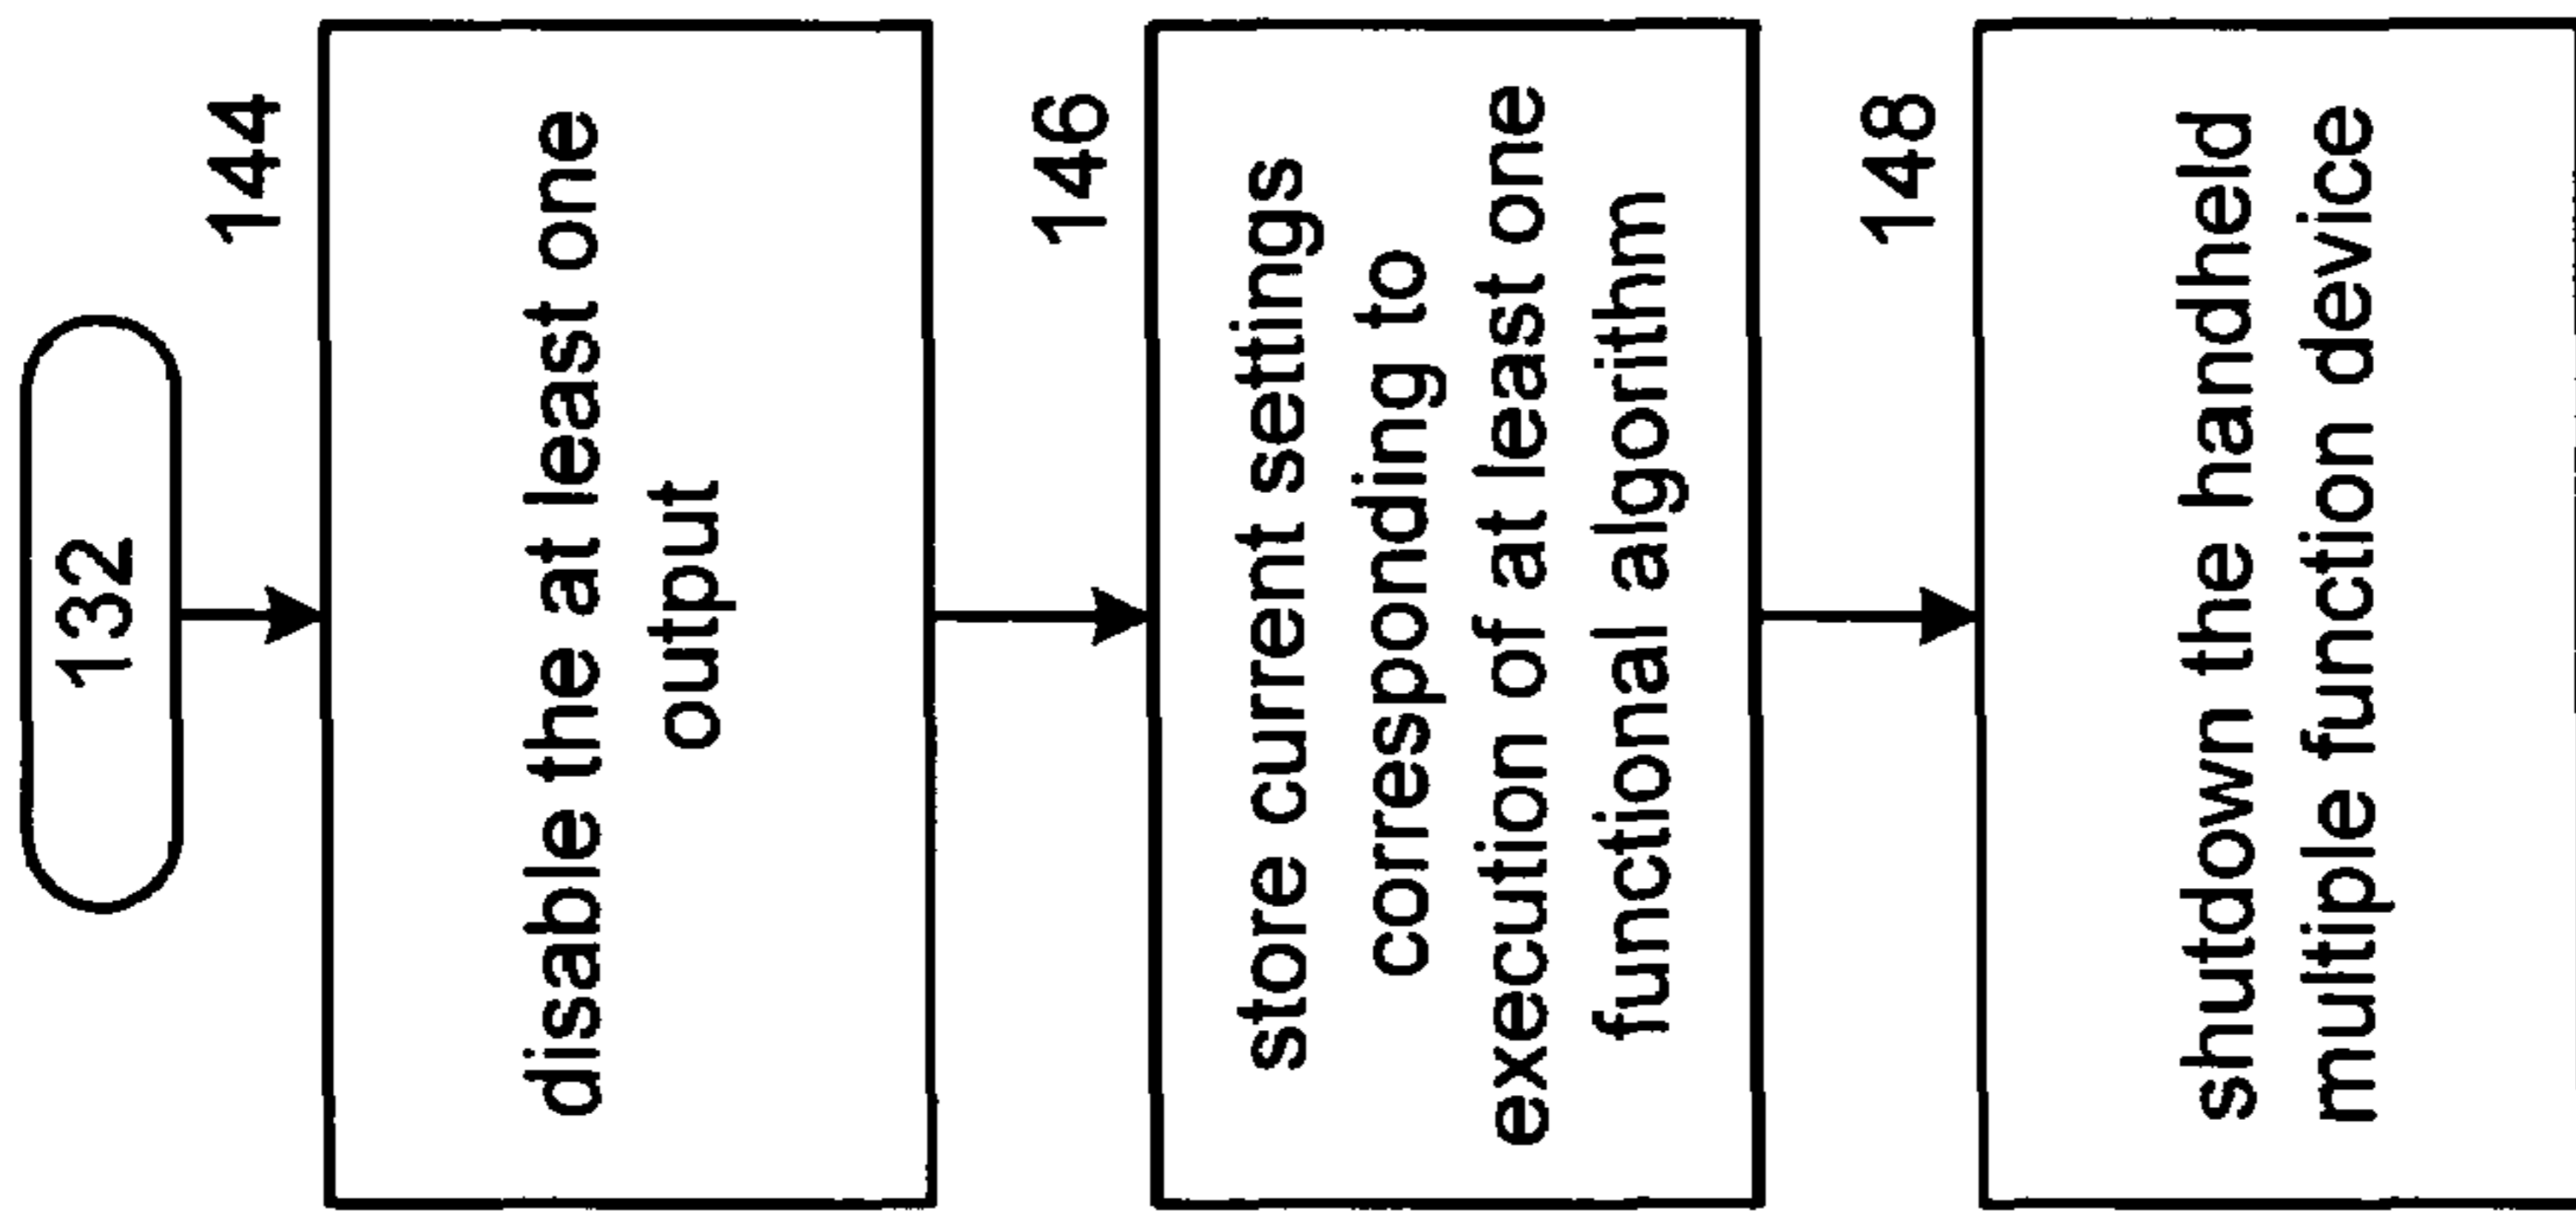 132
144
disable the at least one
output
146
store current settings
corresponding to
execution of at least one
functional algorithm
148
shutdown the handheld
multiple function device